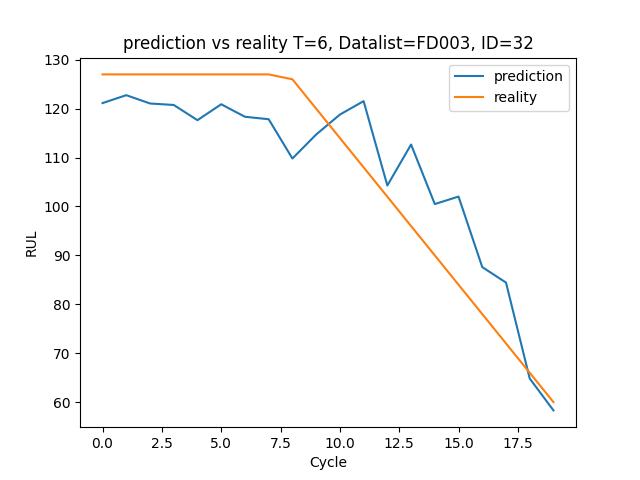 prediction vs reality T=6, Datalist=FD003, ID=32
prediction
reality
130
120
110
100
90
80
70
60
RUL
0.0 2.5 5.0 7.5 10.0 12.5 15.0 17.5
Cycle